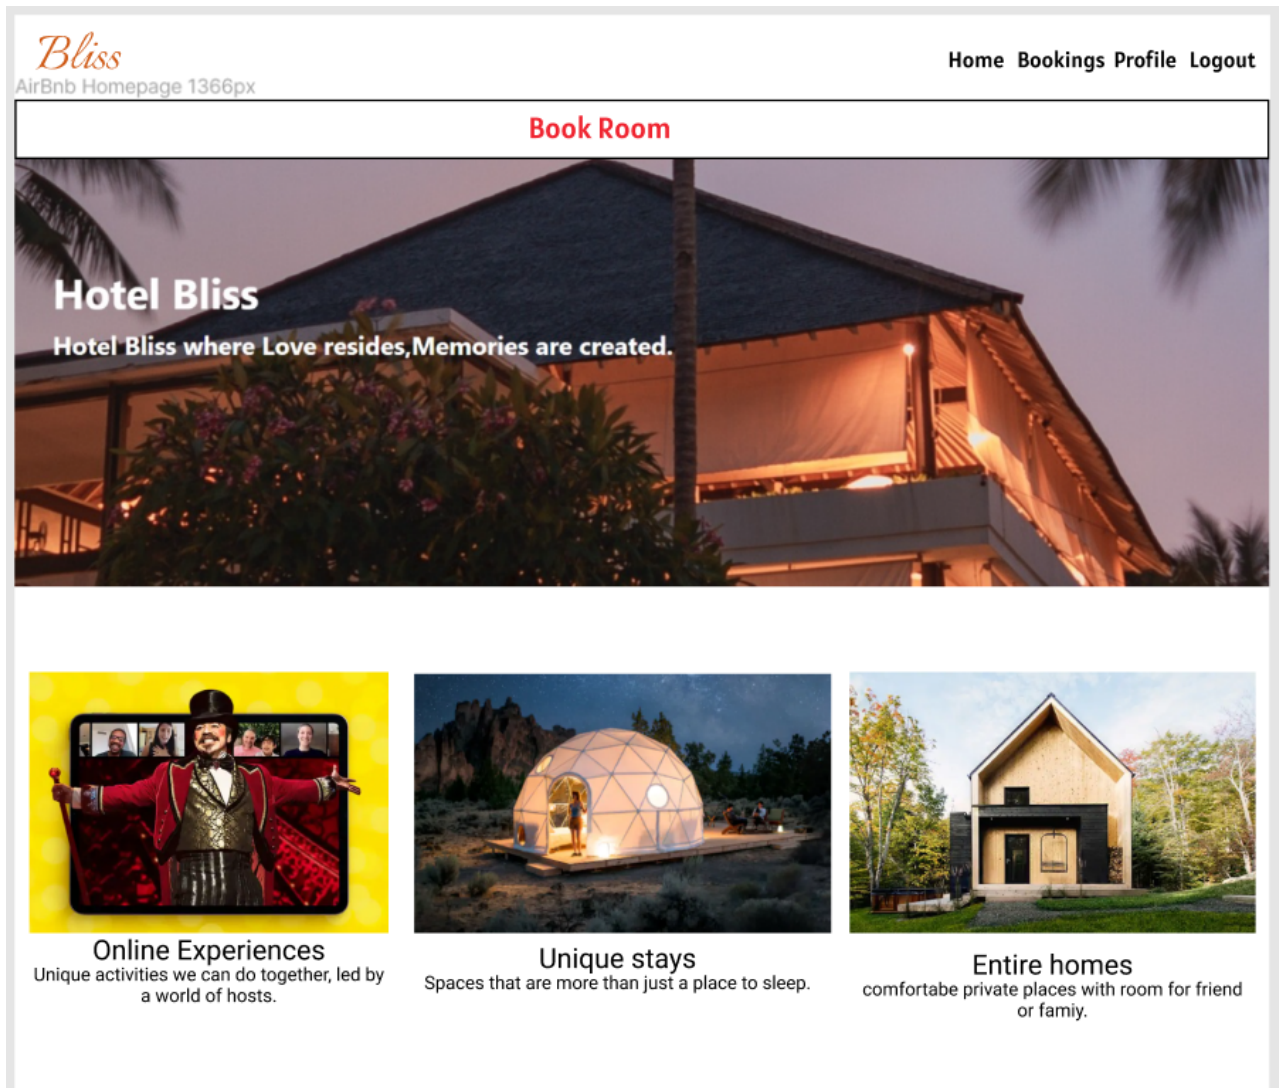 Bliss
AirBnb Homepage 1366px
Home Bookings Profile Logout
Book Room
Hotel Bliss
Hotel Bliss where Love resides,Memories are created.
Online Experiences
Unique activities we can do together, led by
a world of hosts.
Unique stays
Spaces that are more than just a place to sleep.
Entire homes
comfortabe private places with room for friend
or famiy.